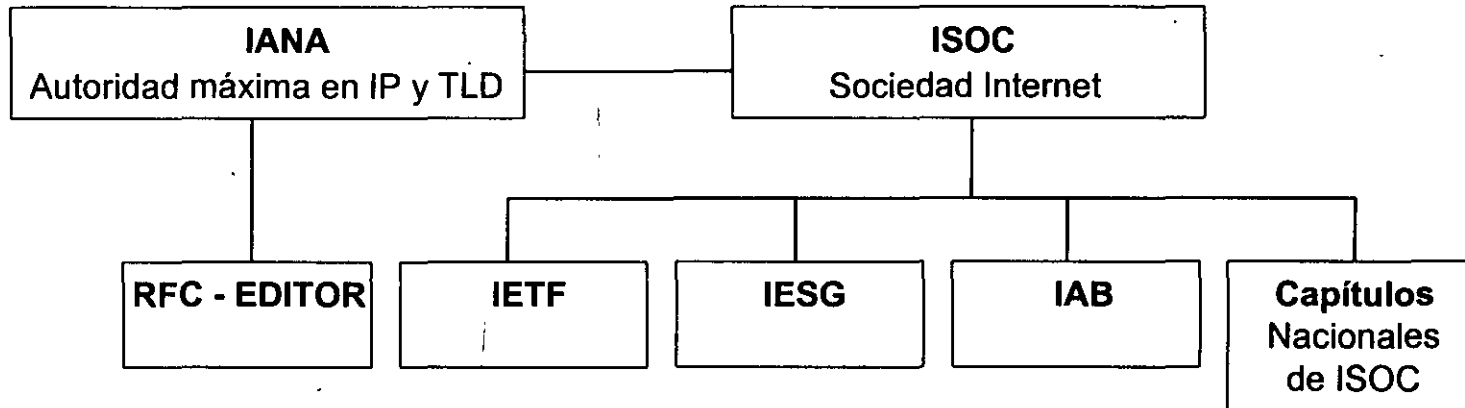 IANA
Autoridad máxima en IP y TLD
ISOC
Sociedad Internet
RFC - EDITOR
IETF
IESG
IAB
Capítulos
Nacionales
de ISOC